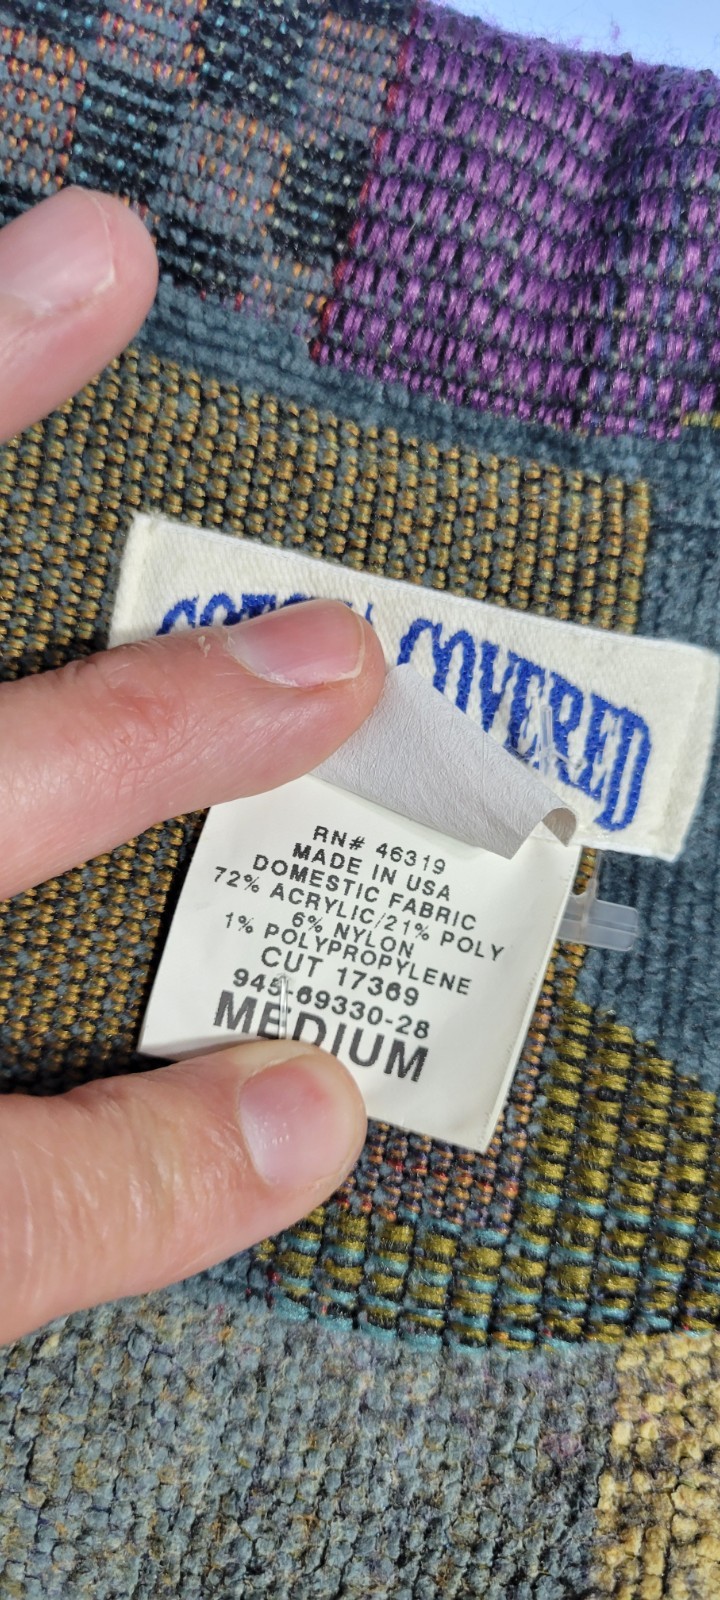 COVERED
RN# 46319
MADE IN USA
DOMESTIC FABRIC
72% ACRYLIC/21% POLY
6% NYLON
1% POLYPROPYLENE
CUT 17369
945-69330-28
MEDIUM